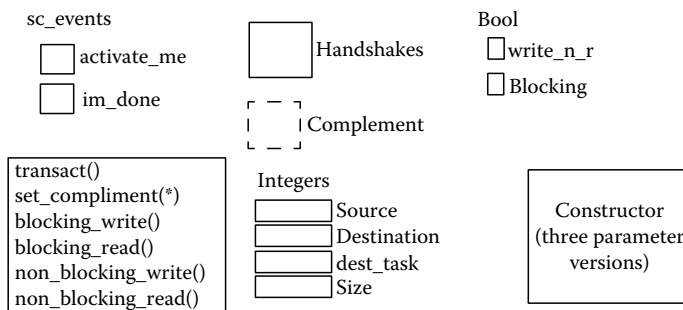 sc_events
activate_me
im_done
Handshakes
Complement
Bool
write_n_r
Blocking
transact()
set_compliment(*)
blocking_write()
blocking_read()
non_blocking_write()
non_blocking_read()
Integers
Source
Destination
dest_task
Size
Constructor
(three parameter
versions)